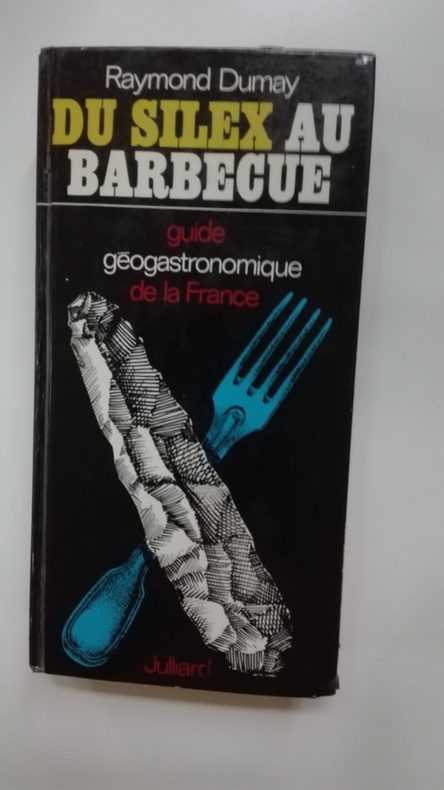 Raymond Dumay
DU SILEX AU
BARBECUE
guide
géogastronomique
de la France
Julliard